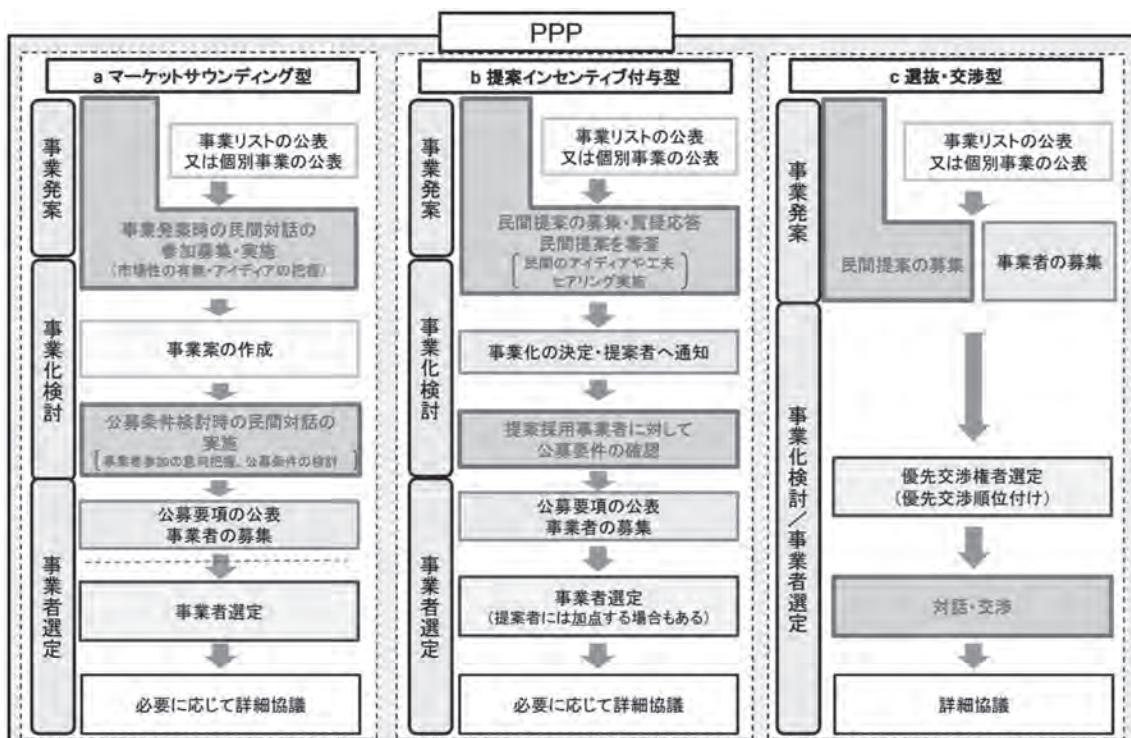 PPP
a マーケットサウンディング型
事業発案
事業リストの公表
又は個別事業の公表
事業発案時の民間対話の
参加募集・実施
(市場性の有無・アイディアの把握)
事業化検討
事業案の作成
公募条件検討時の民間対話の
実施
事業者参加の意向把握、公募条件の検討
事業者選定
公募要項の公表
事業者の募集
事業者選定
必要に応じて詳細協議
b 提案インセンティブ付与型
事業発案
事業リストの公表
又は個別事業の公表
民間提案の募集・質疑応答
民間提案を審査
民間のアイディアや工夫
ヒアリング実施
事業化検討
事業化の決定・提案者へ通知
提案採用事業者に対して
公募要件の確認
事業者選定
公募要項の公表
事業者の募集
事業者選定
(提案者には加点する場合もある)
必要に応じて詳細協議
c 選抜・交渉型
事業発案
事業リストの公表
又は個別事業の公表
民間提案の募集
事業者の募集
事業化検討/事業者選定
優先交渉権者選定
(優先交渉順位付け)
対話・交渉
詳細協議